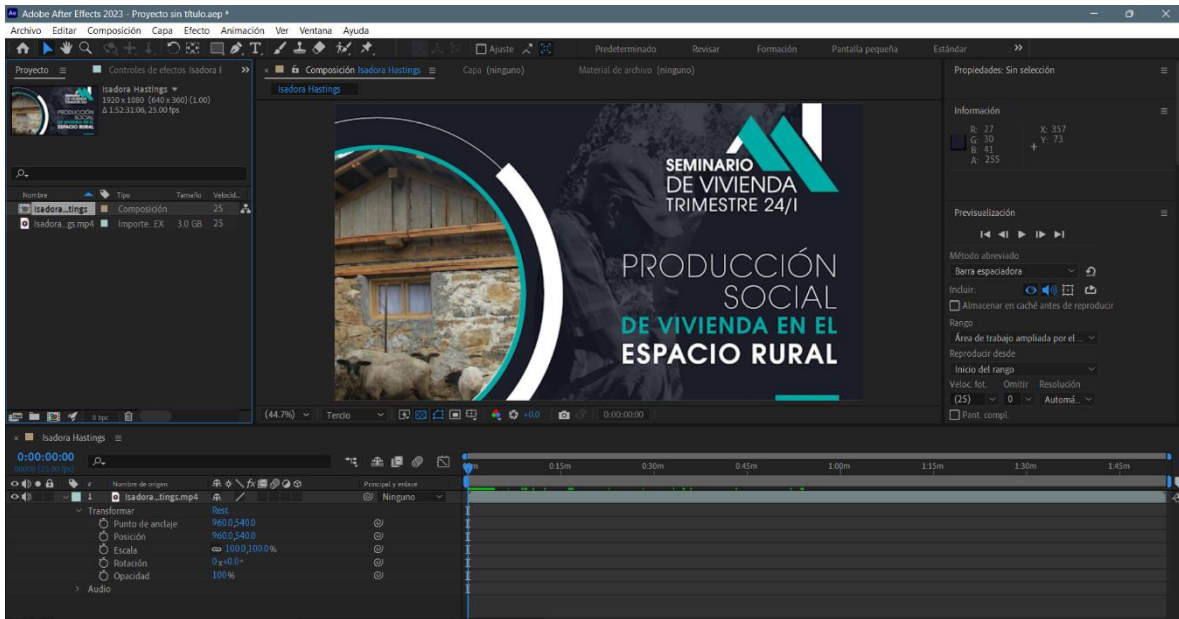 Adobe After Effects 2023 - Proyecto sin título.aep *
Archivo Editar Composición Capa Efecto Animación Ver Ventana Ayuda
Ajuste Predeterminado Revisar Formación Pantalla pequeña Estándar
Proyecto Controles de efectos Isadora
Composición Isadora Hastings Capa (ninguno) Material de archivo (ninguno)
Propiedades: Sin selección
Isadora Hastings
Isadora Hastings
1920 x 1080 (640 x 360) (1.00)
Δ 1:52:31:06, 25.00 fps
Nombre Tipo Tamaño Velocid...
Isadora...tings Composición 25
Isadora...gs.mp4 Importe...EX 3.0 GB 25
8 bpc
SEMINARIO
DE VIVIENDA
TRIMESTRE 24/I
PRODUCCIÓN
SOCIAL
DE VIVIENDA EN EL
ESPACIO RURAL
(44.7%) Tercio +0.0 0:00:00:00
Información
R: 27 X: 357
G: 30 Y: 73
B: 41
A: 255
Previsualización
Método abreviado
Barra espaciadora
Incluir:
Almacenar en caché antes de reproducir
Rango
Área de trabajo ampliada por el ...
Reproducir desde
Inicio del rango
Veloc. fot. Omitir Resolución
(25) 0 Automá...
Pant. compl.
Isadora Hastings
0:00:00:00
00000 (25.00 fps)
0:15m 0:30m 0:45m 1:00m 1:15m 1:30m 1:45m
# Nombre de origen Principal y enlace
1 Isadora...tings.mp4 Ninguno
Transformar Rest.
Punto de anclaje 960.0,540.0
Posición 960.0,540.0
Escala 100.0,100.0%
Rotación 0x+0.0°
Opacidad 100%
Audio